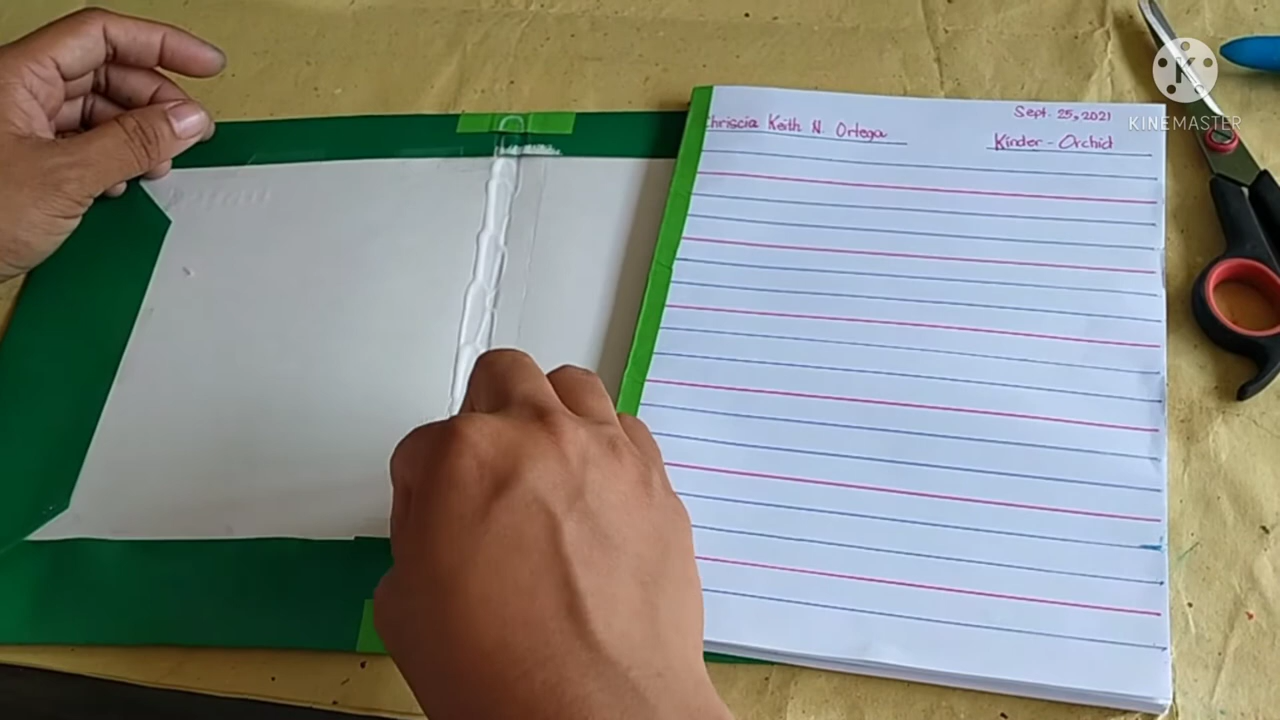 Sept. 25, 2021
Chriscia Keith N. Ortega
Kinder - Orchid
KINEMASTER